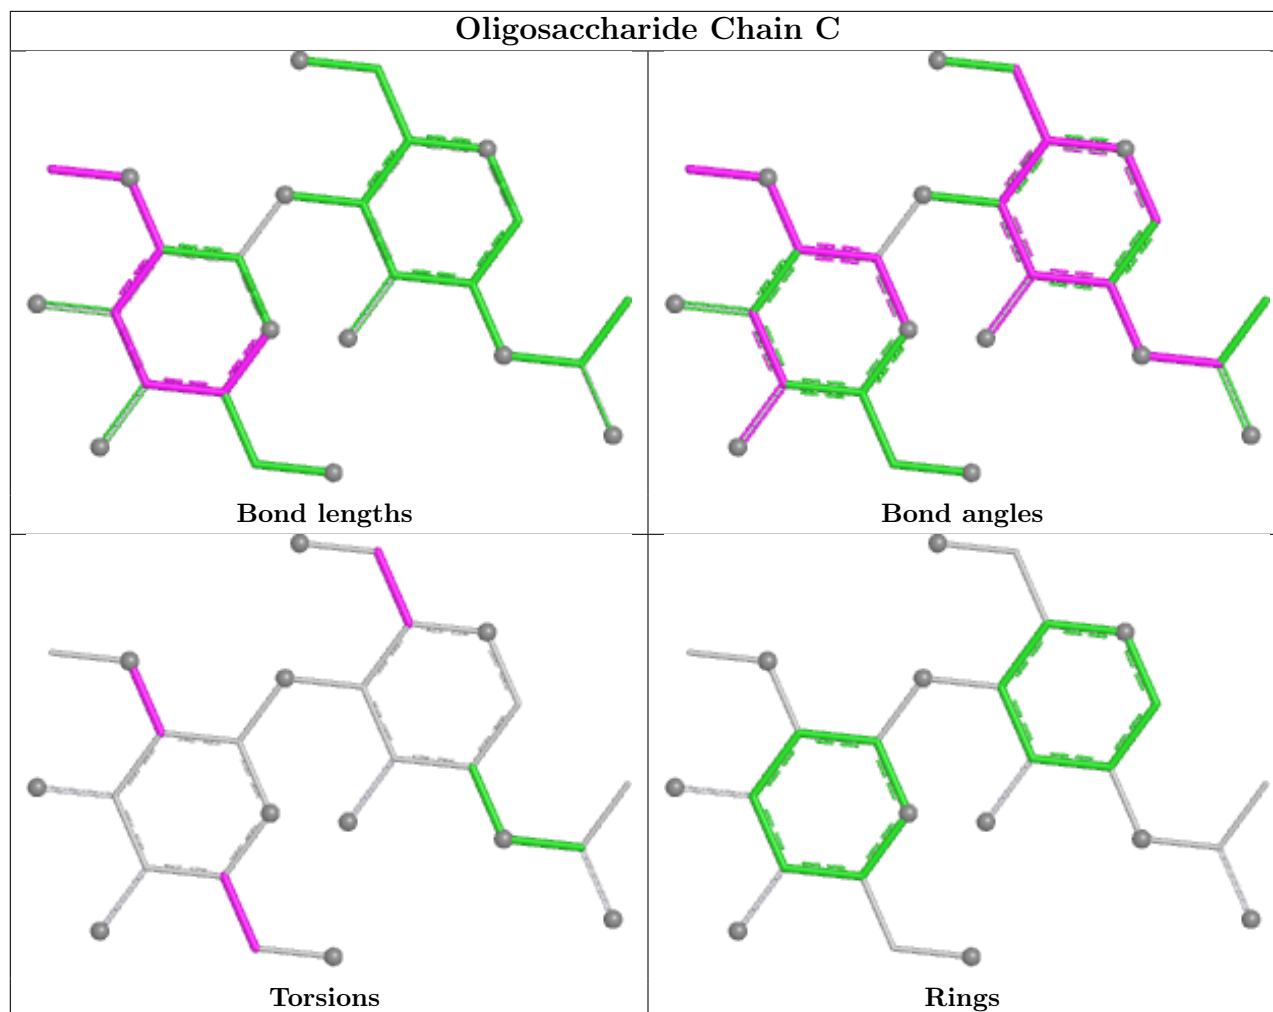 Oligosaccharide Chain C
Bond lengths
Bond angles
Torsions
Rings